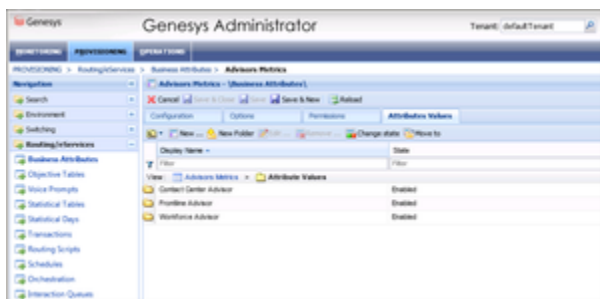 Genesys
Genesys Administrator
Tenant: defaultTenant
MONITORING PROVISIONING OPERATIONS
PROVISIONING > Routing/eServices > Business Attributes > Advisors Metrics
Navigation
Advisors Metrics - \Business Attributes\
Search
Cancel Save & Close Save Save & New Reload
Environment
Configuration Options Permissions Attributes Values
Switching
New ... New Folder Edit ... Remove ... Change state Move to
Routing/eServices
Display Name State
Business Attributes
Filter Filter
Objective Tables
View: Advisors Metrics > Attribute Values
Voice Prompts
Contact Center Advisor Enabled
Statistical Tables
Frontline Advisor Enabled
Statistical Days
Workforce Advisor Enabled
Transactions
Routing Scripts
Schedules
Orchestration
Interaction Queues